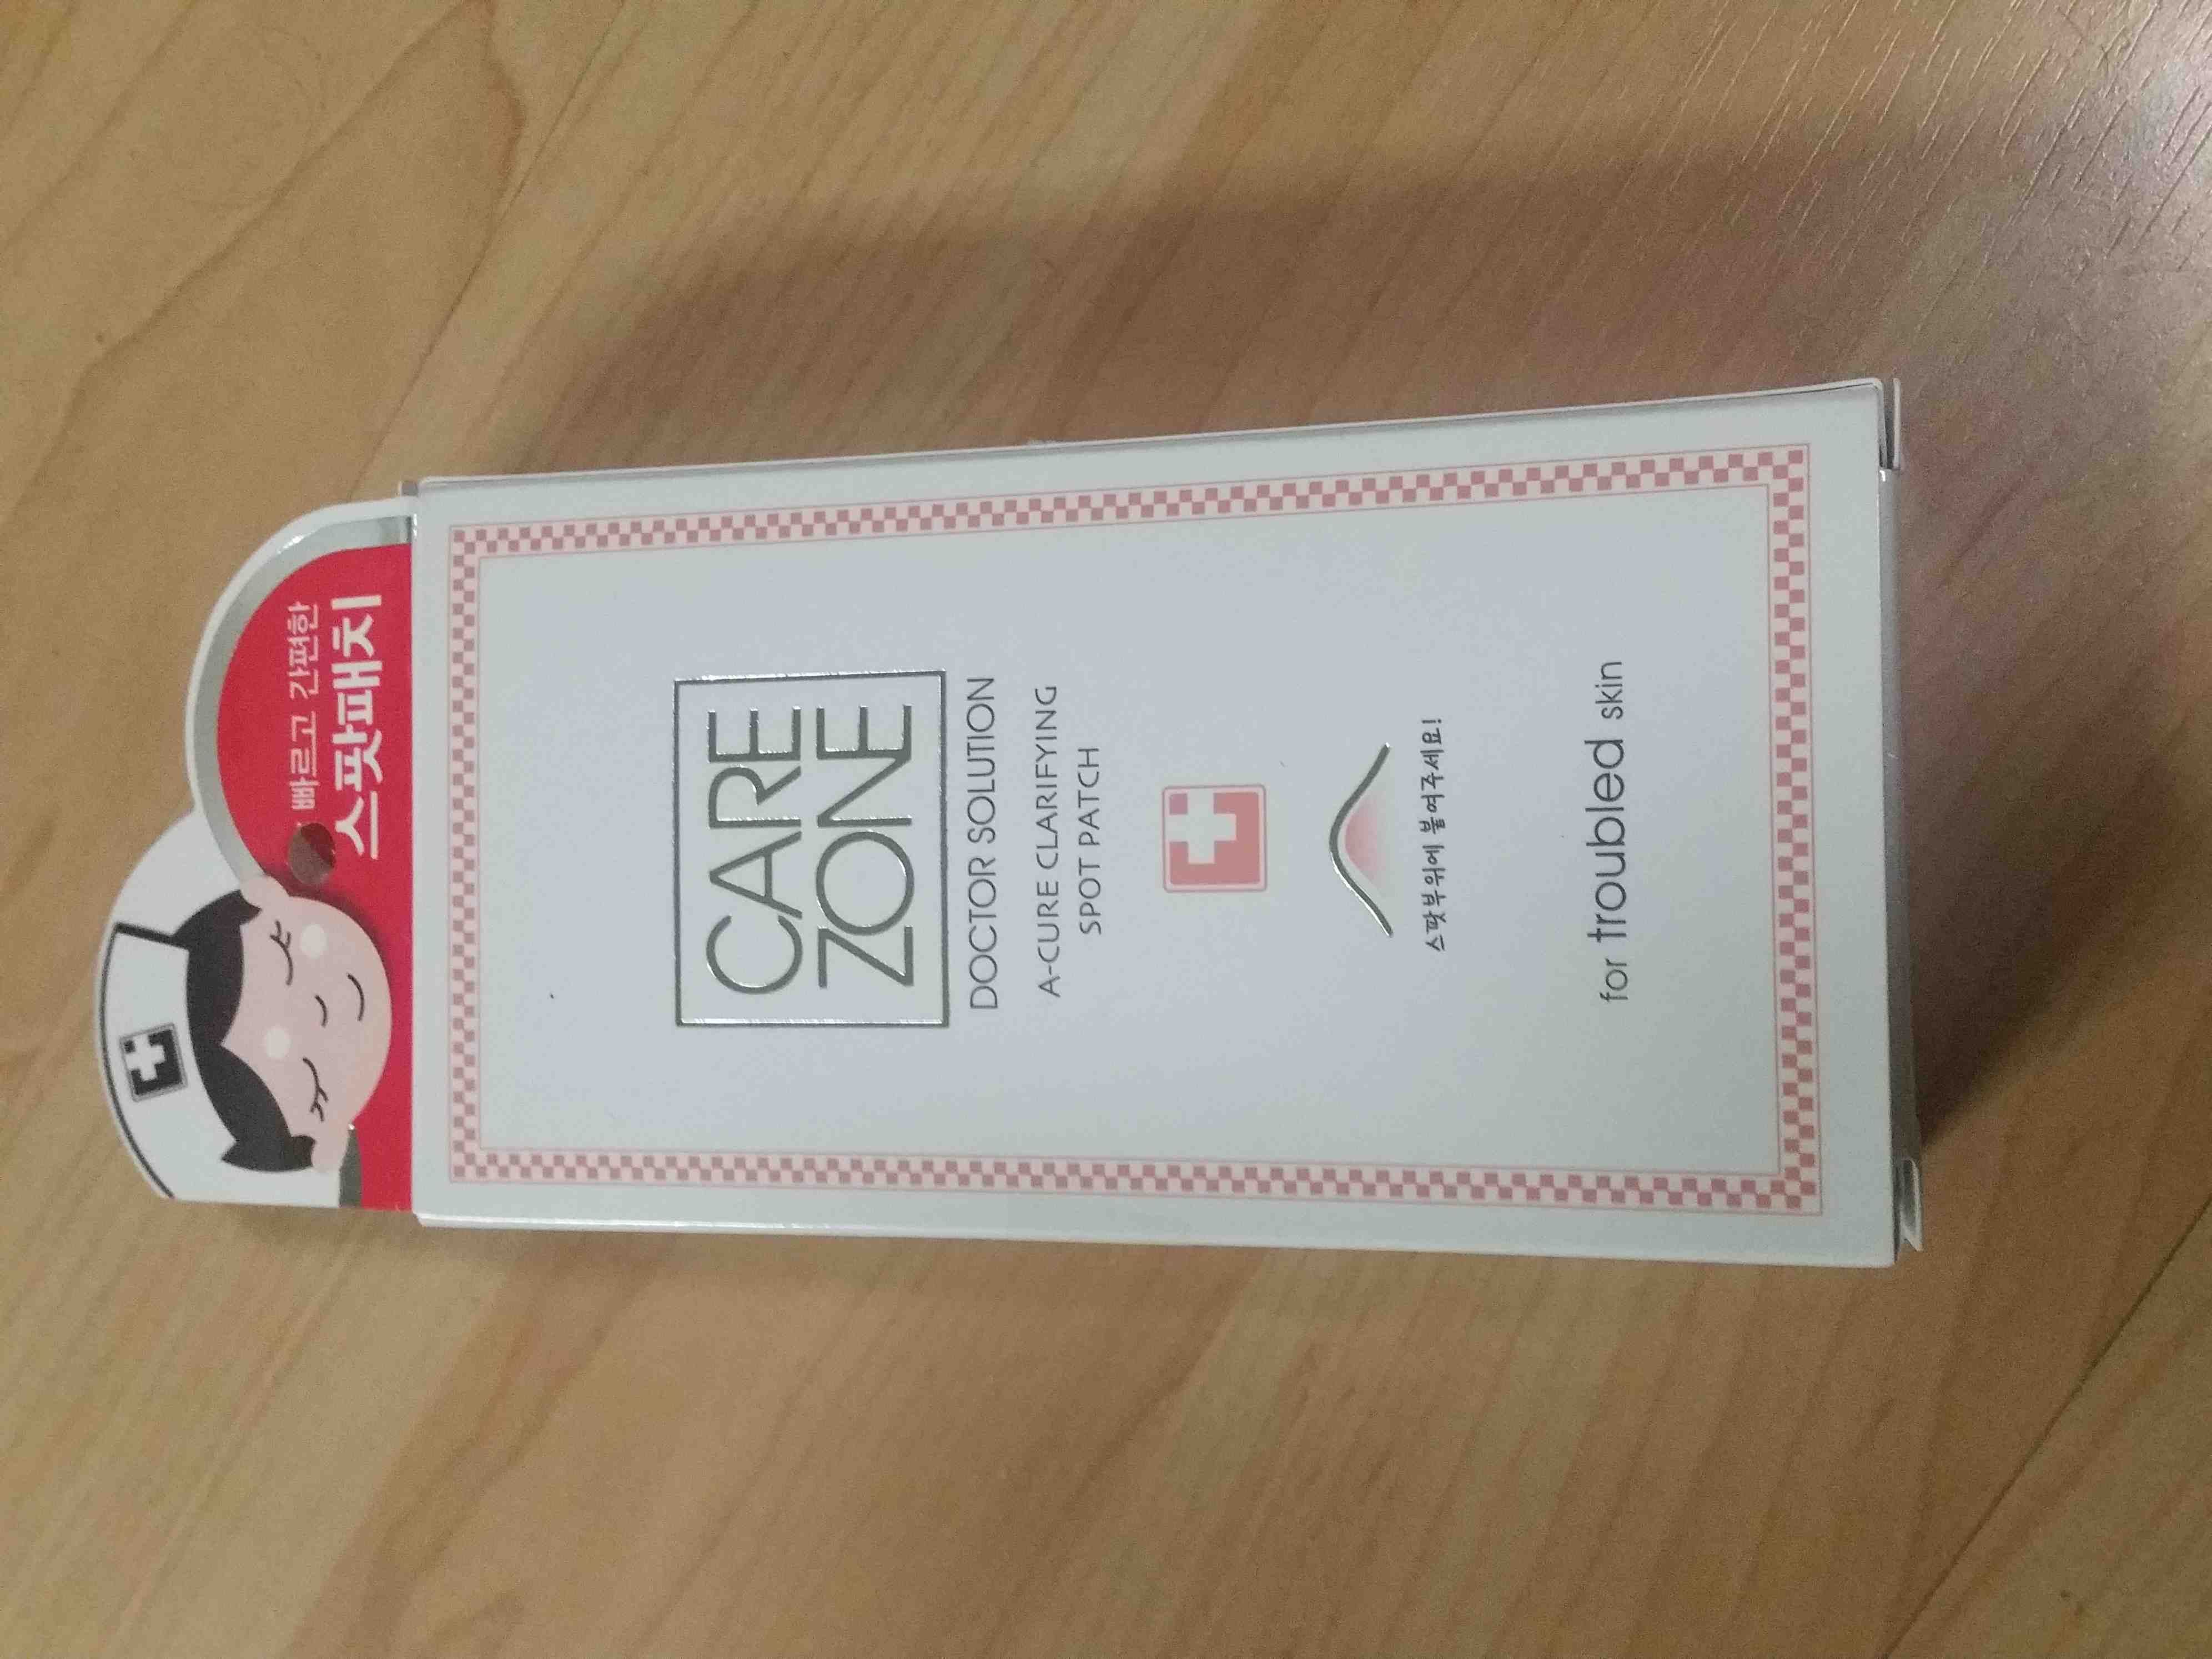 빠르고 간편한
스팟패치
CARE
ZONE
DOCTOR SOLUTION
A-CURE CLARIFYING
SPOT PATCH
스팟부위에 붙여주세요!
for troubled skin